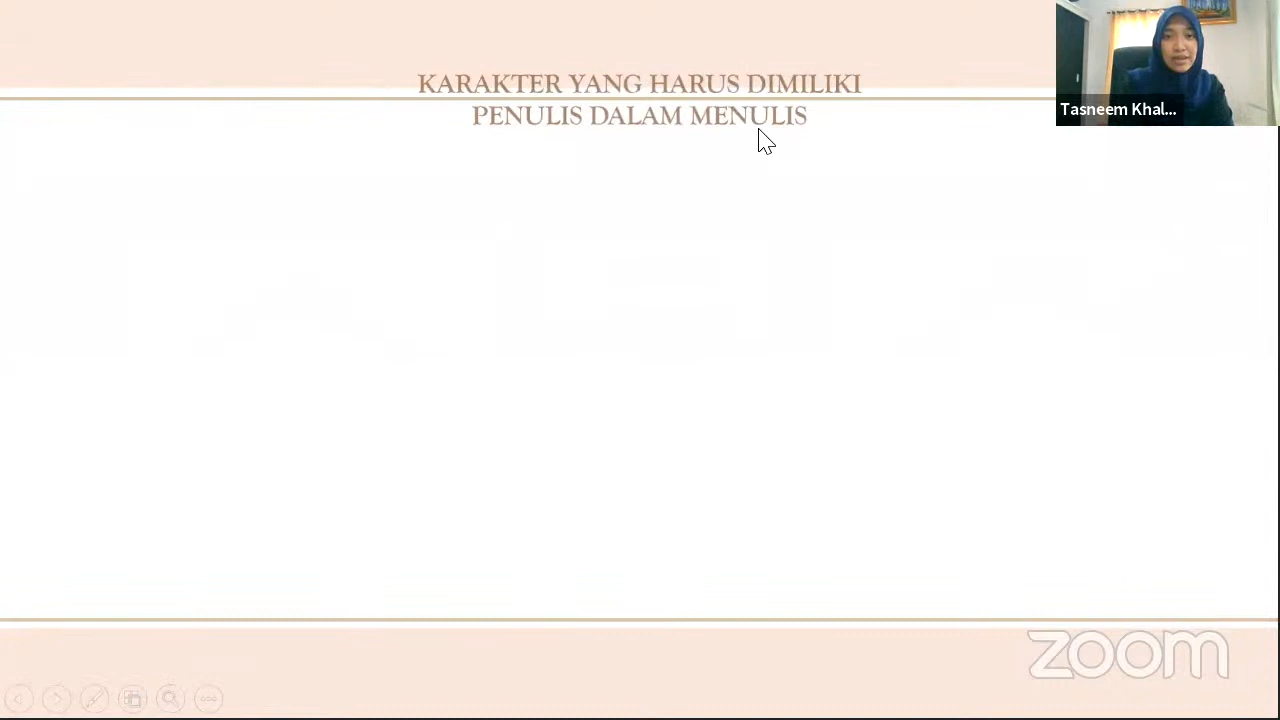 KARAKTER YANG HARUS DIMILIKI
PENULIS DALAM MENULIS
Tasneem Khal...
zoom